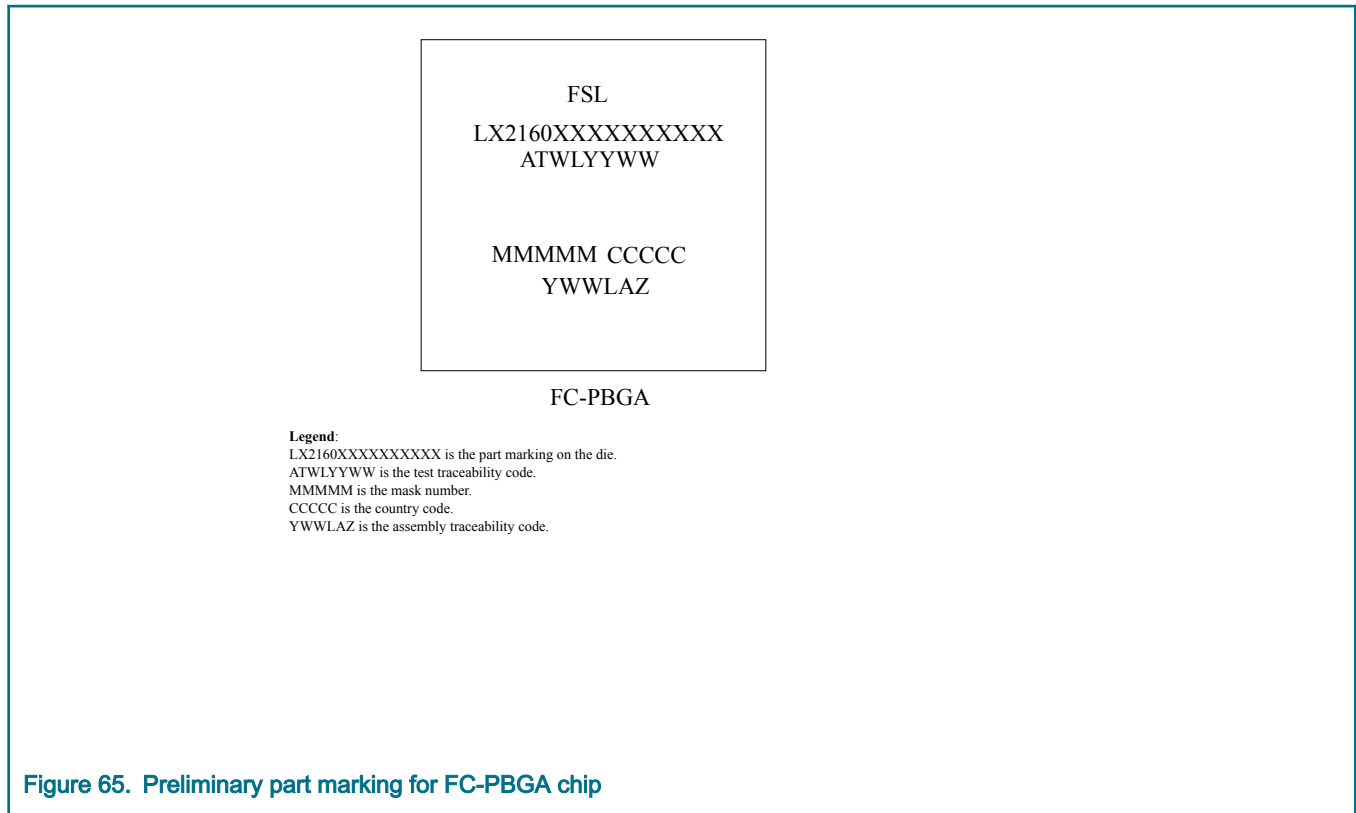 FSL
LX2160XXXXXXXXXX
ATWLYYWW
MMMMM CCCCC
YWWLAZ
FC-PBGA
Legend:
LX2160XXXXXXXXXX is the part marking on the die.
ATWLYYWW is the test traceability code.
MMMMM is the mask number.
CCCCC is the country code.
YWWLAZ is the assembly traceability code.
Figure 65. Preliminary part marking for FC-PBGA chip